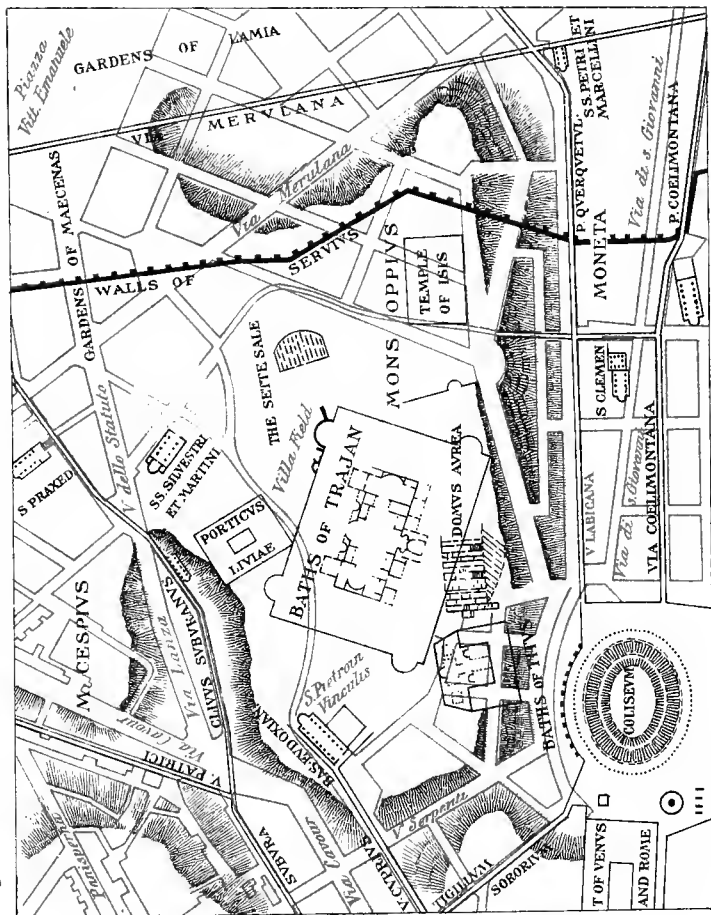 Piazza
Vitt. Emanuele
GARDENS OF LAMIA
VIA MERVLANA
Via Merulana
GARDENS OF MAECENAS
WALLS OF SERVIVS
P. QVERQVETVL.
SS. PETRI ET
MARCELLINI
Via di s. Giovanni
P. COELIMONTANA
MONETA
MONS OPPIVS
TEMPLE
OF ISIS
THE SETTE SALE
Villa Field
S PRAXED
V. dello Statuto
SS. SILVESTRI
ET MARTINI
PORTICVS
LIVIAE
BATHS OF TRAJAN
DOMVS AVREA
S CLEMEN
V LABICANA
Via di s. Giovanni
VIA COELIMONTANA
M. CESPIVS
Via Lanza
CLIVVS SVBVRANVS
Via Cavour
V. PATRICI
S. Pietro in
Vinculis
BAS. EVDOXIAN
BATHS OF TITVS
COLISEVM
SVBVRA
Via Cavour
V. CYPRIVS
V Serpenti
TIGILLVM
SORORIVM
T OF VENVS
AND ROME